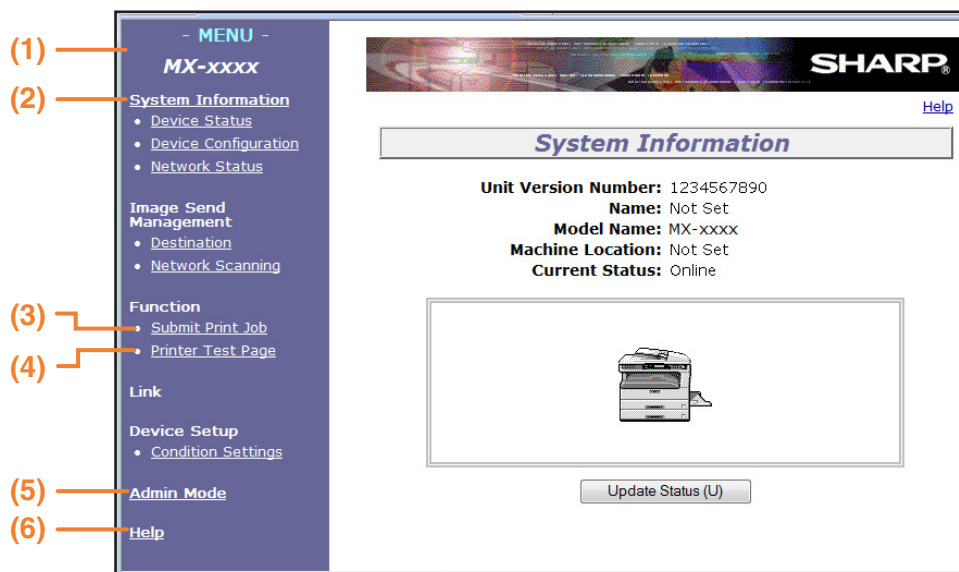 (1)
- MENU -
MX-xxxx
(2)
System Information
• Device Status
• Device Configuration
• Network Status
Image Send
Management
• Destination
• Network Scanning
Function
(3)
• Submit Print Job
(4)
• Printer Test Page
Link
Device Setup
• Condition Settings
(5)
Admin Mode
(6)
Help
SHARP®
Help
System Information
Unit Version Number: 1234567890
Name: Not Set
Model Name: MX-xxxx
Machine Location: Not Set
Current Status: Online
Update Status (U)